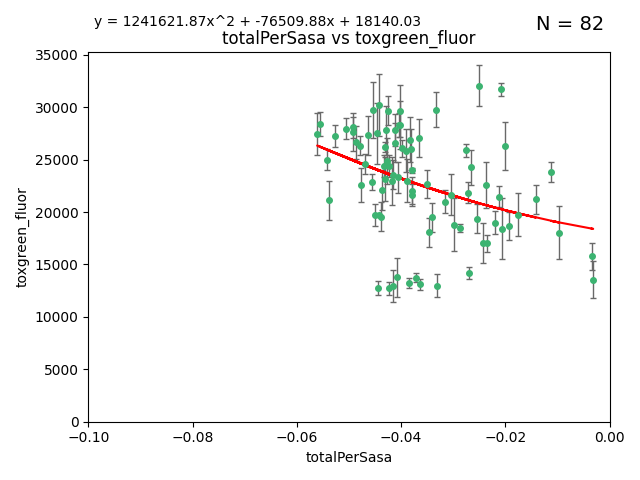 y = 1241621.87x^2 + -76509.88x + 18140.03
N = 82
totalPerSasa vs toxgreen_fluor
35000
30000
25000
20000
15000
10000
5000
0
toxgreen_fluor
−0.10 −0.08 −0.06 −0.04 −0.02 0.00
totalPerSasa